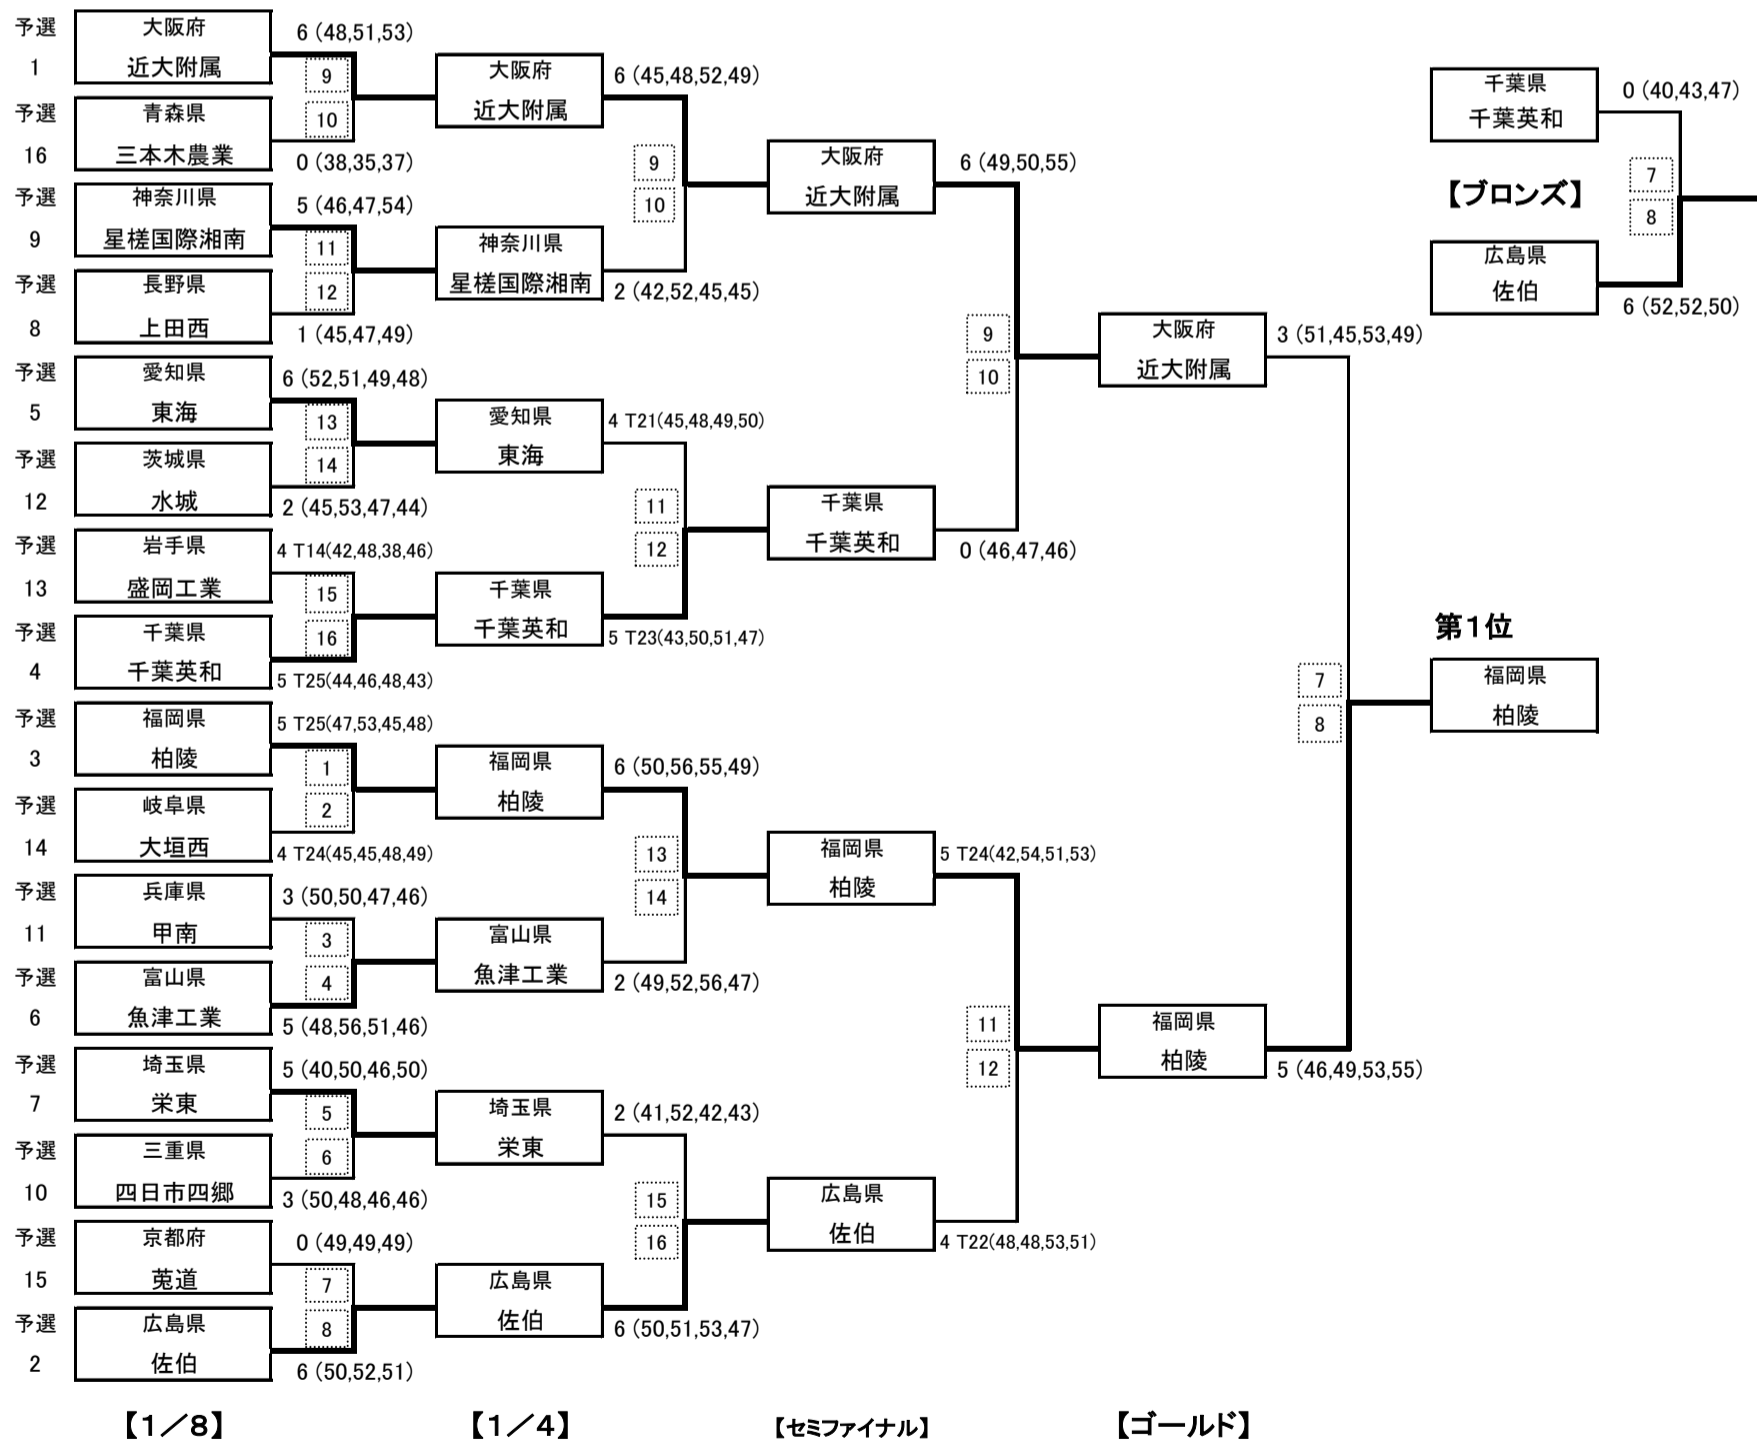 予選
1
大阪府
近大附属
6 (48,51,53)
9
10
予選
16
青森県
三本木農業
0 (38,35,37)
予選
9
神奈川県
星槎国際湘南
5 (46,47,54)
11
12
予選
8
長野県
上田西
1 (45,47,49)
予選
5
愛知県
東海
6 (52,51,49,48)
13
14
予選
12
茨城県
水城
2 (45,53,47,44)
予選
13
岩手県
盛岡工業
4 T14(42,48,38,46)
15
16
予選
4
千葉県
千葉英和
5 T25(44,46,48,43)
予選
3
福岡県
柏陵
5 T25(47,53,45,48)
1
2
予選
14
岐阜県
大垣西
4 T24(45,45,48,49)
予選
11
兵庫県
甲南
3 (50,50,47,46)
3
4
予選
6
富山県
魚津工業
5 (48,56,51,46)
予選
7
埼玉県
栄東
5 (40,50,46,50)
5
6
予選
10
三重県
四日市四郷
3 (50,48,46,46)
予選
15
京都府
莵道
0 (49,49,49)
7
8
予選
2
広島県
佐伯
6 (50,52,51)
【1／8】
大阪府
近大附属
6 (45,48,52,49)
9
10
神奈川県
星槎国際湘南
2 (42,52,45,45)
愛知県
東海
4 T21(45,48,49,50)
11
12
千葉県
千葉英和
5 T23(43,50,51,47)
福岡県
柏陵
6 (50,56,55,49)
13
14
富山県
魚津工業
2 (49,52,56,47)
埼玉県
栄東
2 (41,52,42,43)
15
16
広島県
佐伯
6 (50,51,53,47)
【1／4】
大阪府
近大附属
6 (49,50,55)
9
10
千葉県
千葉英和
0 (46,47,46)
福岡県
柏陵
5 T24(42,54,51,53)
11
12
広島県
佐伯
4 T22(48,48,53,51)
【セミファイナル】
大阪府
近大附属
3 (51,45,53,49)
7
8
福岡県
柏陵
5 (46,49,53,55)
【ゴールド】
千葉県
千葉英和
0 (40,43,47)
【ブロンズ】
7
8
広島県
佐伯
6 (52,52,50)
第1位
福岡県
柏陵